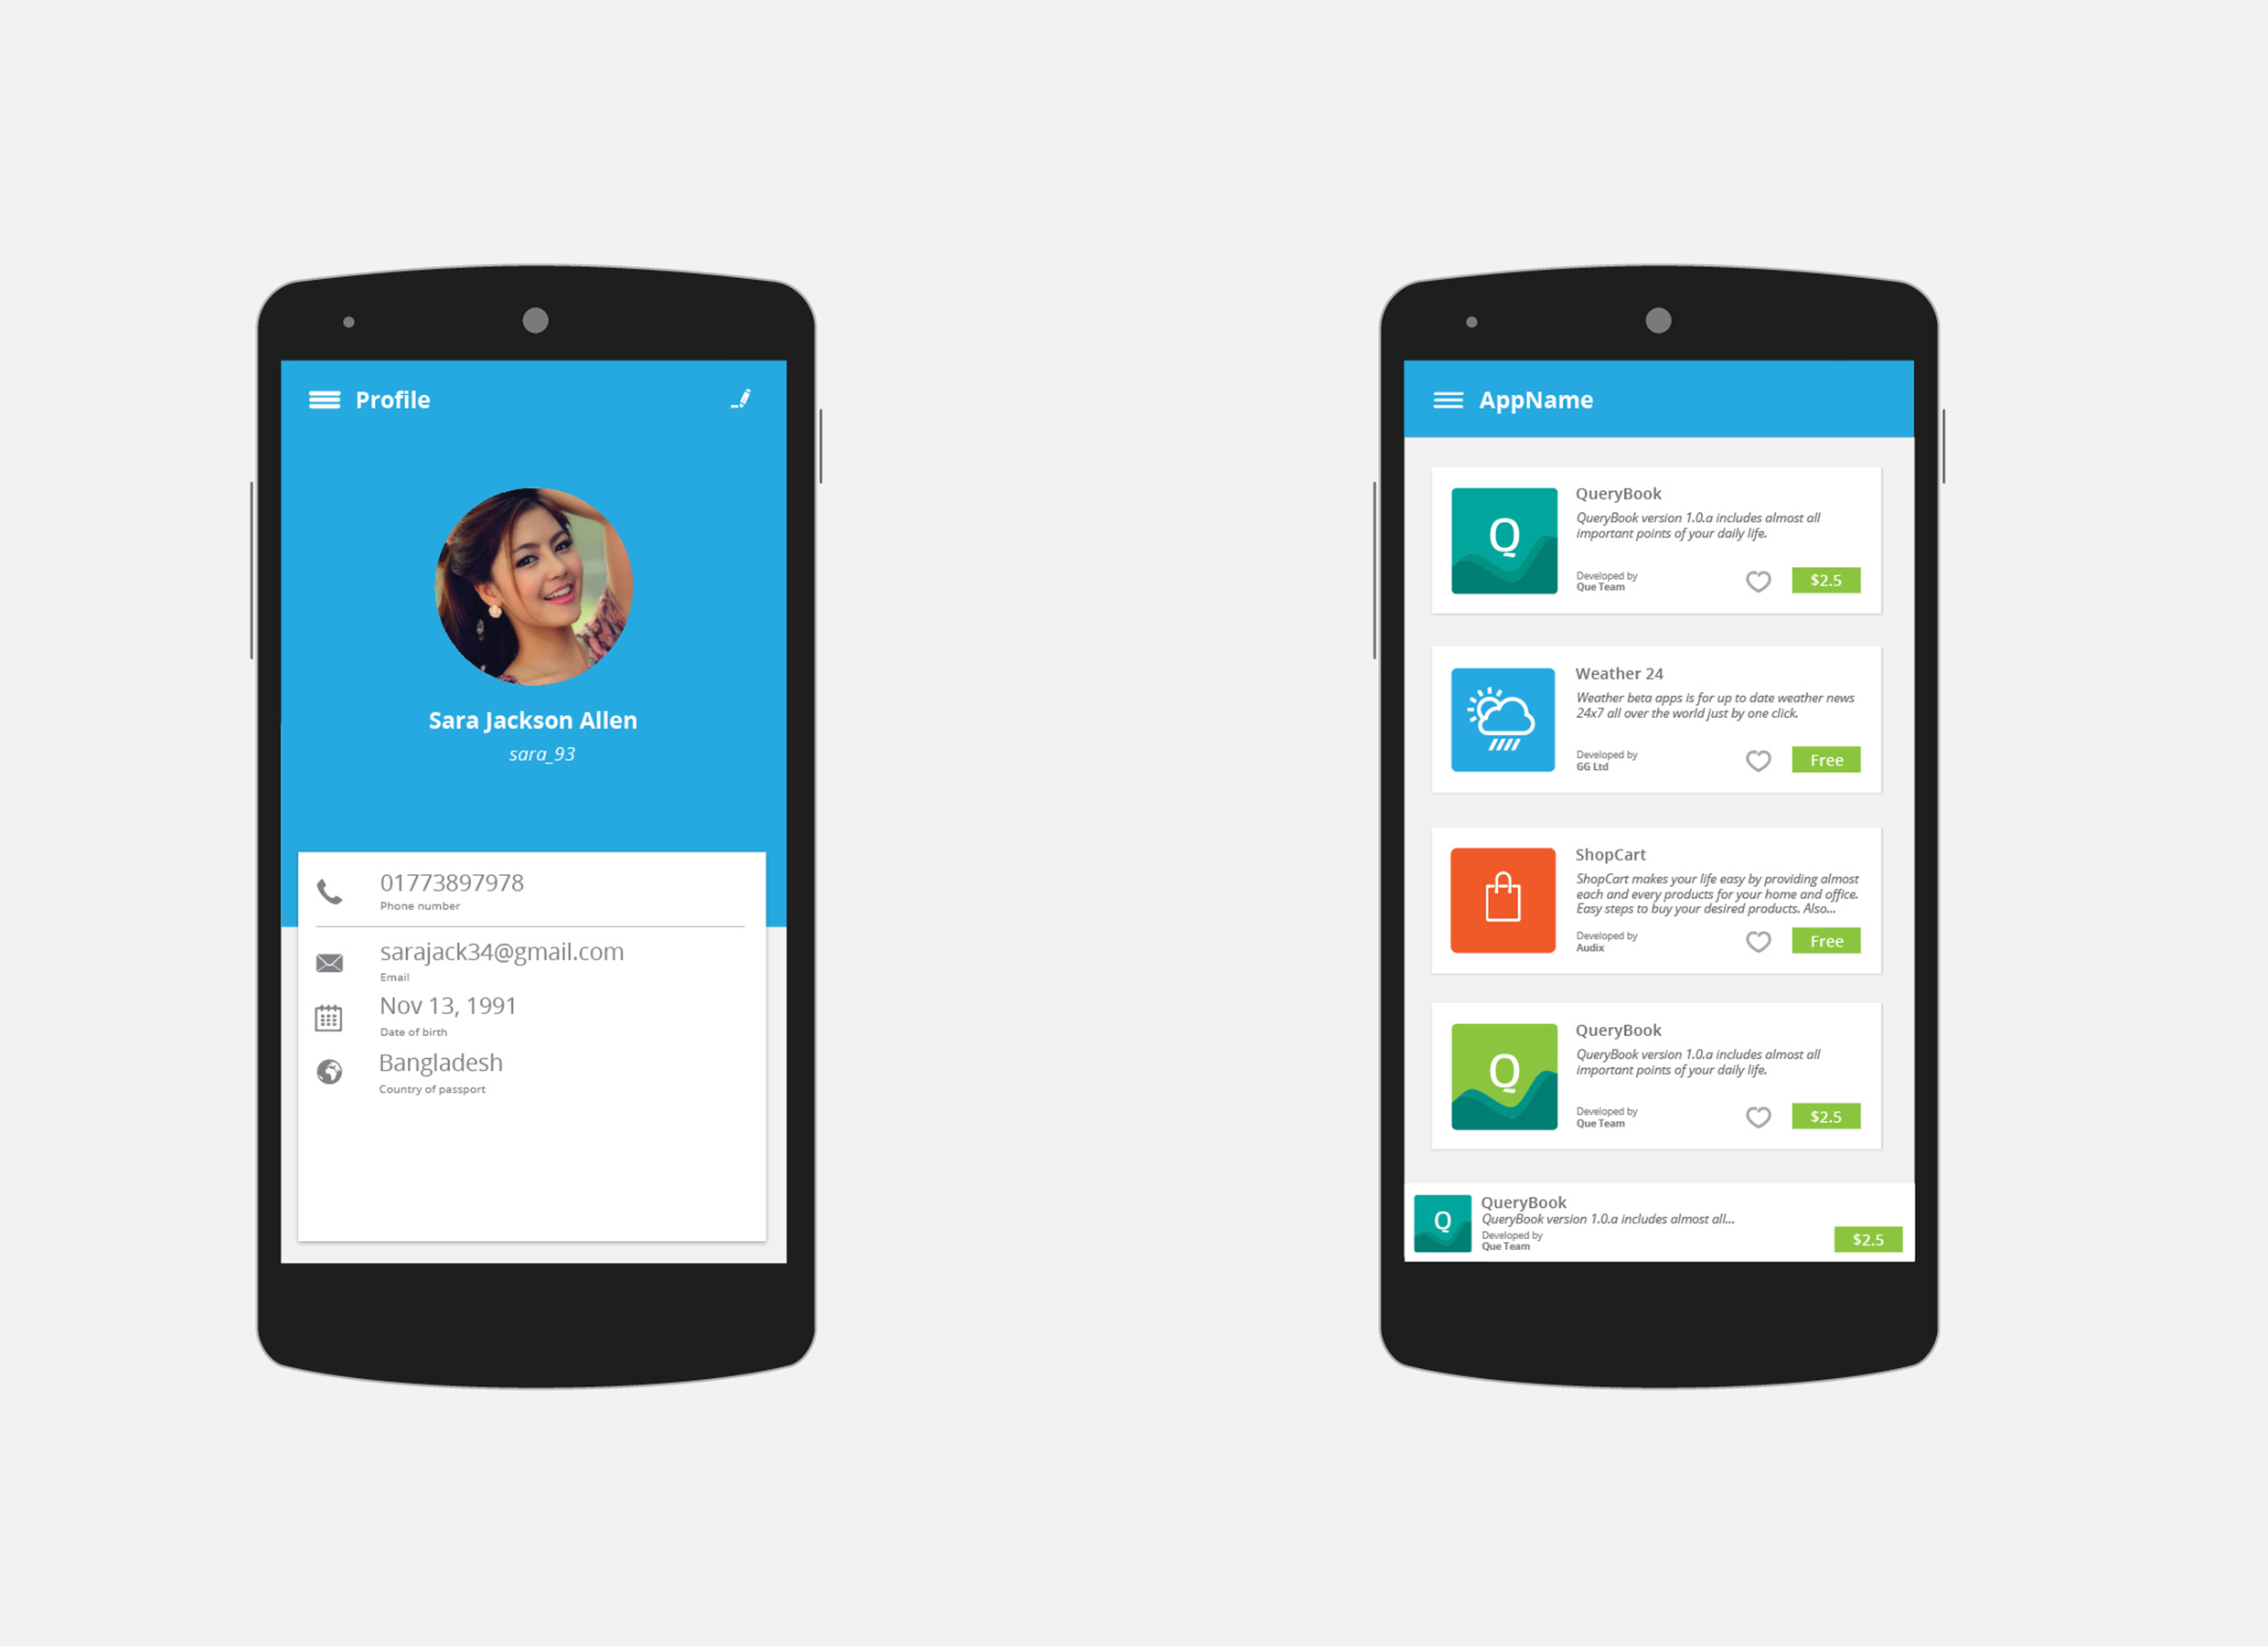 Profile
Sara Jackson Allen
sara_93
01773897978
Phone number
sarajack34@gmail.com
Email
Nov 13, 1991
Date of birth
Bangladesh
Country of passport
AppName
Q
QueryBook
QueryBook version 1.0.a includes almost all
important points of your daily life.
Developed by
Que Team
$2.5
Weather 24
Weather beta apps is for up to date weather news
24x7 all over the world just by one click.
Developed by
GG Ltd
Free
ShopCart
ShopCart makes your life easy by providing almost
each and every products for your home and office.
Easy steps to buy your desired products. Also...
Developed by
Audix
Free
Q
QueryBook
QueryBook version 1.0.a includes almost all
important points of your daily life.
Developed by
Que Team
$2.5
Q
QueryBook
QueryBook version 1.0.a includes almost all...
Developed by
Que Team
$2.5